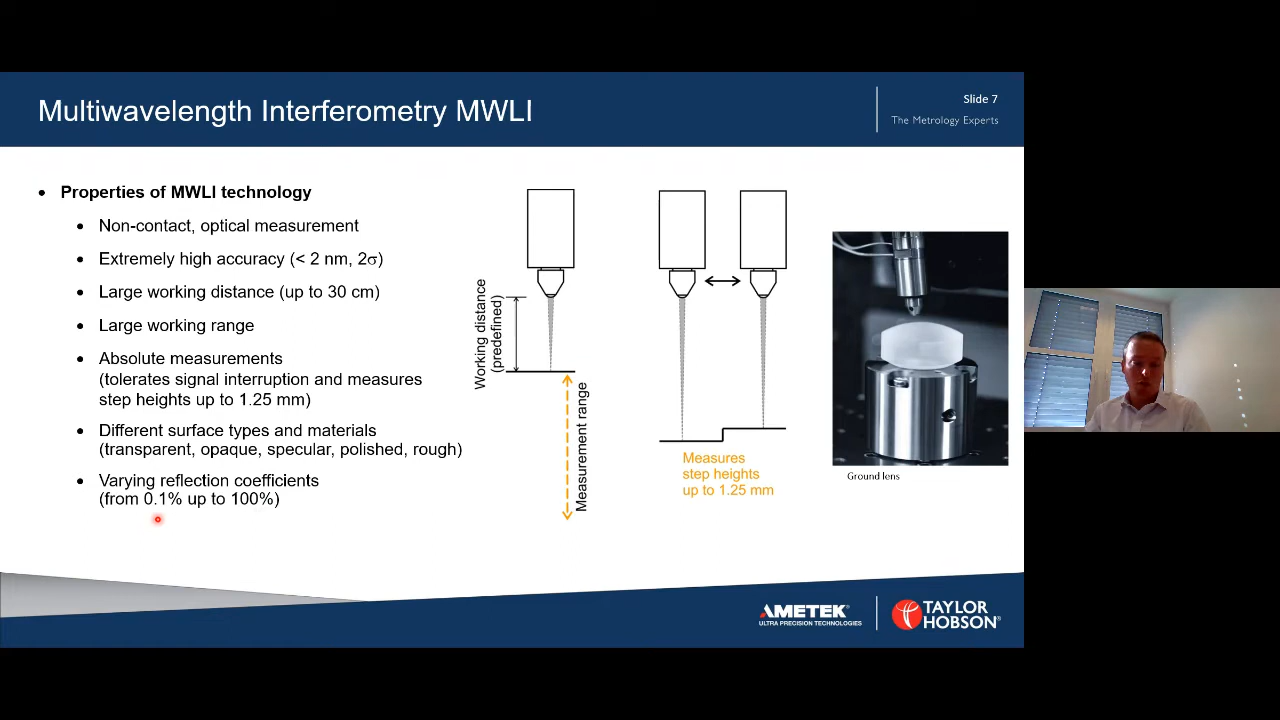 Multiwavelength Interferometry MWLI
Slide 7
The Metrology Experts
• Properties of MWLI technology
• Non-contact, optical measurement
• Extremely high accuracy (< 2 nm, 2σ)
• Large working distance (up to 30 cm)
• Large working range
• Absolute measurements
(tolerates signal interruption and measures
step heights up to 1.25 mm)
• Different surface types and materials
(transparent, opaque, specular, polished, rough)
• Varying reflection coefficients
(from 0.1% up to 100%)
Working distance
(predefined)
Measurement range
Measures
step heights
up to 1.25 mm
Ground lens
AMETEK®
ULTRA PRECISION TECHNOLOGIES
TAYLOR
HOBSON®